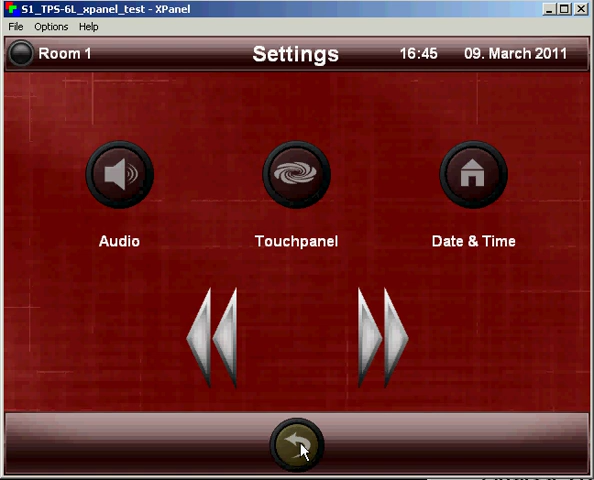 S1_TPS-6L_xpanel_test - XPanel
File Options Help
Room 1 Settings 16:45 09. March 2011
Audio Touchpanel Date & Time